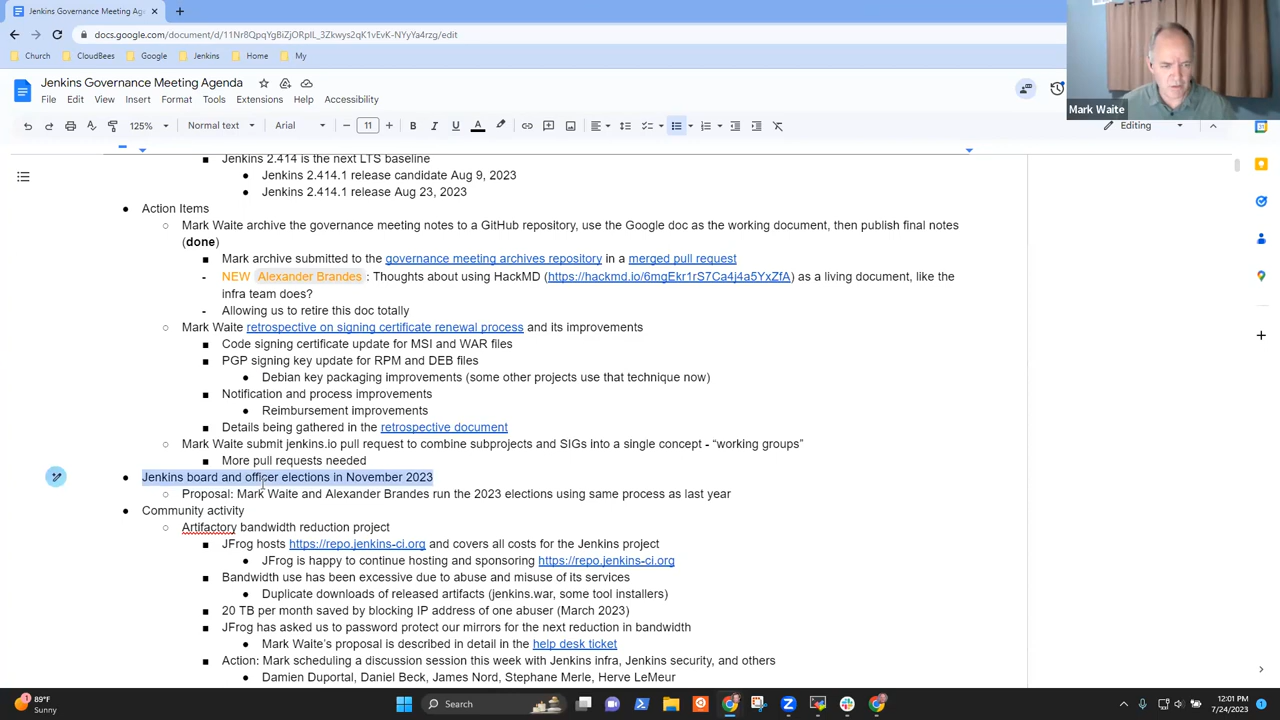 Jenkins Governance Meeting Age
docs.google.com/document/d/11Nr8QpqYgBiZjORpIL_3Zkwys2qK1vEvK-NYyYa4rzg/edit
Church
CloudBees
Google
Jenkins
Home
My
Jenkins Governance Meeting Agenda
File Edit View Insert Format Tools Extensions Help Accessibility
Mark Waite
125% Normal text Arial 11 Editing
Jenkins 2.414 is the next LTS baseline
Jenkins 2.414.1 release candidate Aug 9, 2023
Jenkins 2.414.1 release Aug 23, 2023
Action Items
Mark Waite archive the governance meeting notes to a GitHub repository, use the Google doc as the working document, then publish final notes
(done)
Mark archive submitted to the governance meeting archives repository in a merged pull request
- NEW Alexander Brandes : Thoughts about using HackMD (https://hackmd.io/6mgEkr1rS7Ca4j4a5YxZfA) as a living document, like the
infra team does?
- Allowing us to retire this doc totally
Mark Waite retrospective on signing certificate renewal process and its improvements
Code signing certificate update for MSI and WAR files
PGP signing key update for RPM and DEB files
Debian key packaging improvements (some other projects use that technique now)
Notification and process improvements
Reimbursement improvements
Details being gathered in the retrospective document
Mark Waite submit jenkins.io pull request to combine subprojects and SIGs into a single concept - “working groups”
More pull requests needed
Jenkins board and officer elections in November 2023
Proposal: Mark Waite and Alexander Brandes run the 2023 elections using same process as last year
Community activity
Artifactory bandwidth reduction project
JFrog hosts https://repo.jenkins-ci.org and covers all costs for the Jenkins project
JFrog is happy to continue hosting and sponsoring https://repo.jenkins-ci.org
Bandwidth use has been excessive due to abuse and misuse of its services
Duplicate downloads of released artifacts (jenkins.war, some tool installers)
20 TB per month saved by blocking IP address of one abuser (March 2023)
JFrog has asked us to password protect our mirrors for the next reduction in bandwidth
Mark Waite’s proposal is described in detail in the help desk ticket
Action: Mark scheduling a discussion session this week with Jenkins infra, Jenkins security, and others
Damien Duportal, Daniel Beck, James Nord, Stephane Merle, Herve LeMeur
89°F
Sunny
Search
12:01 PM
7/24/2023